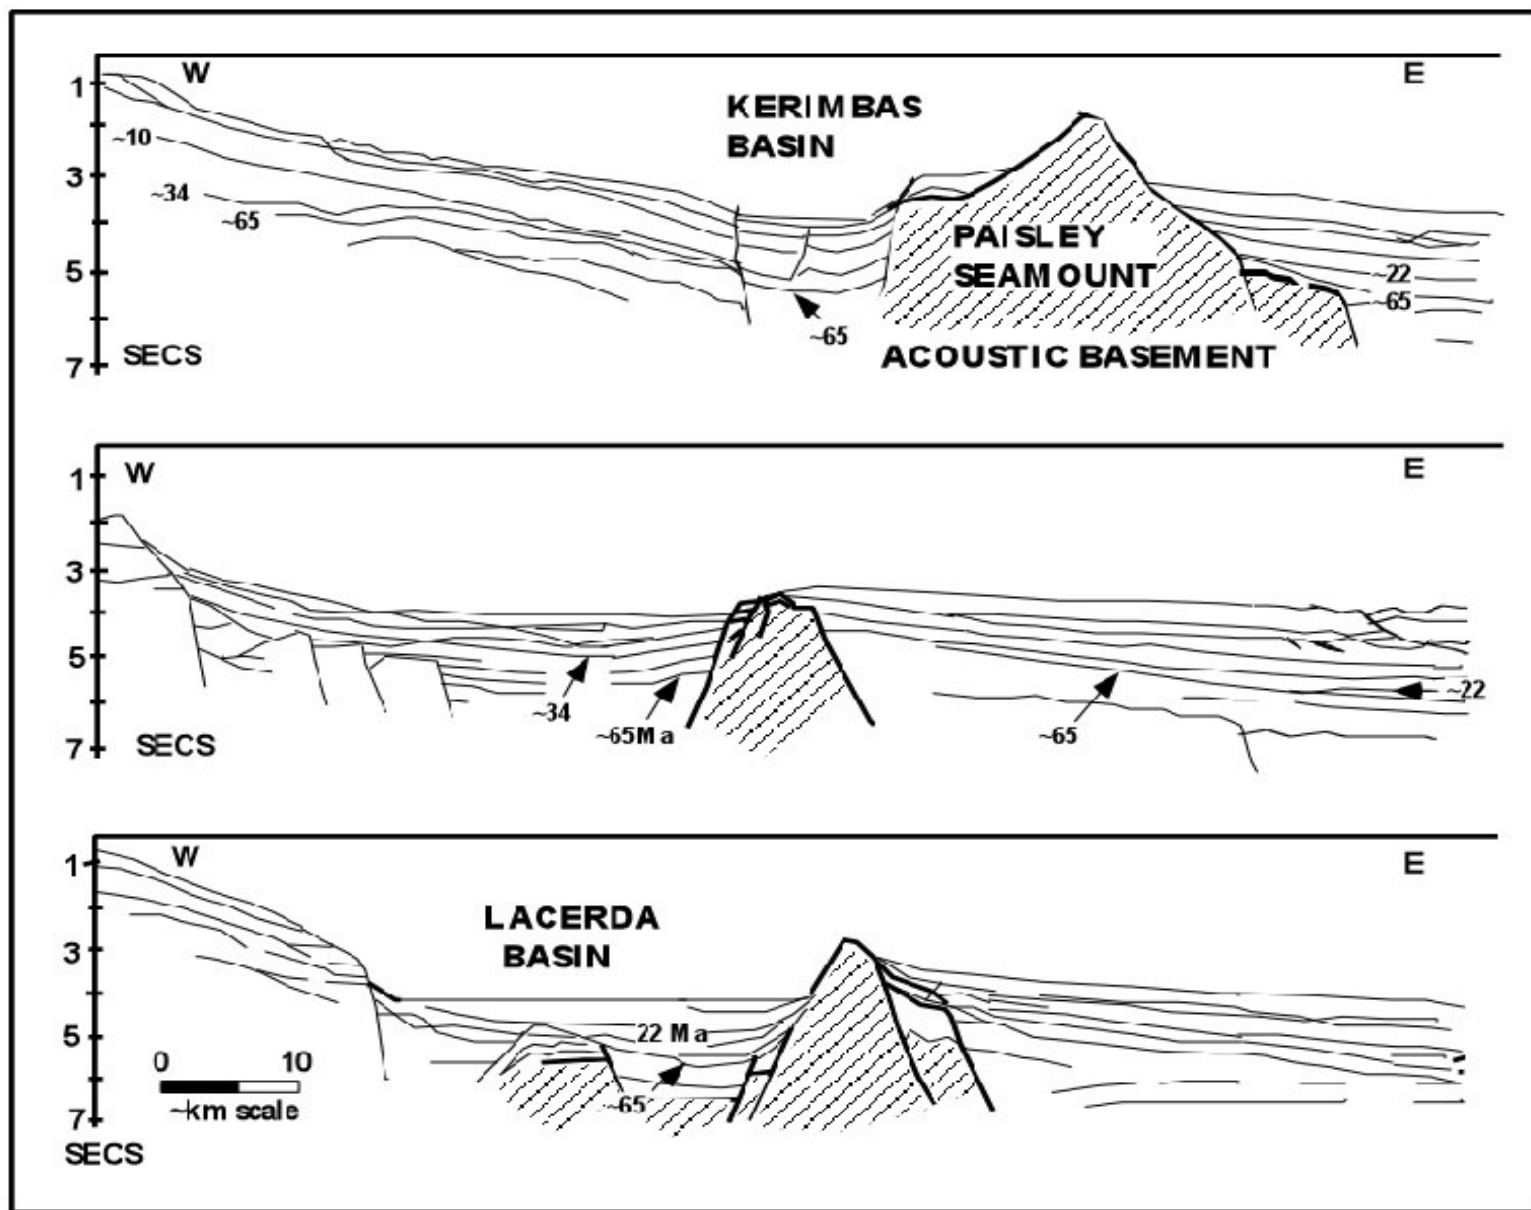 W
E
KERIMBAS
BASIN
1
~10
3
~34
~65
PAISLEY
SEAMOUNT
5
~22
~65
~65
7
SECS
ACOUSTIC BASEMENT
W
E
1
3
5
~34
~65Ma
~65
~22
7
SECS
W
E
1
LACERDA
BASIN
3
5
22 Ma
0 10
~km scale
~65
7
SECS